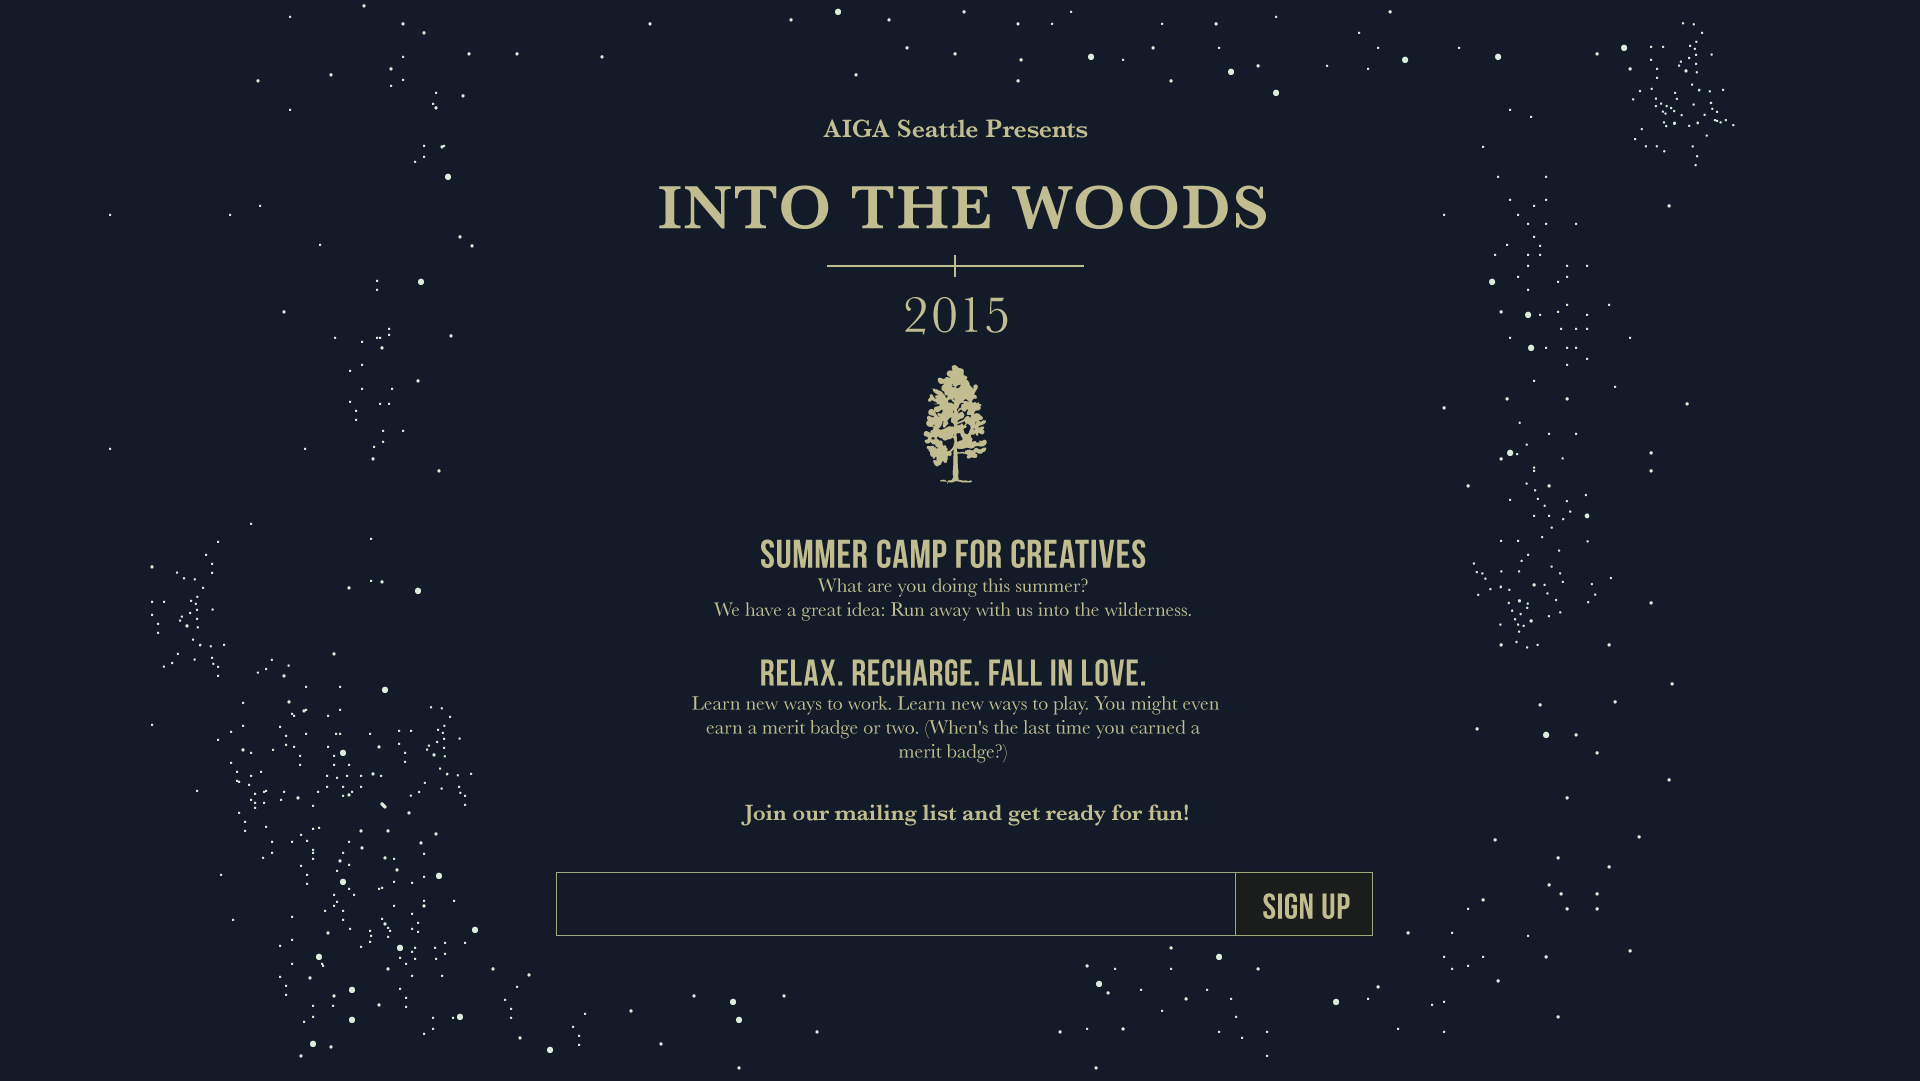 AIGA Seattle Presents
INTO THE WOODS
2015
SUMMER CAMP FOR CREATIVES
What are you doing this summer?
We have a great idea: Run away with us into the wilderness.
RELAX. RECHARGE. FALL IN LOVE.
Learn new ways to work. Learn new ways to play. You might even
earn a merit badge or two. (When's the last time you earned a
merit badge?)
Join our mailing list and get ready for fun!
SIGN UP